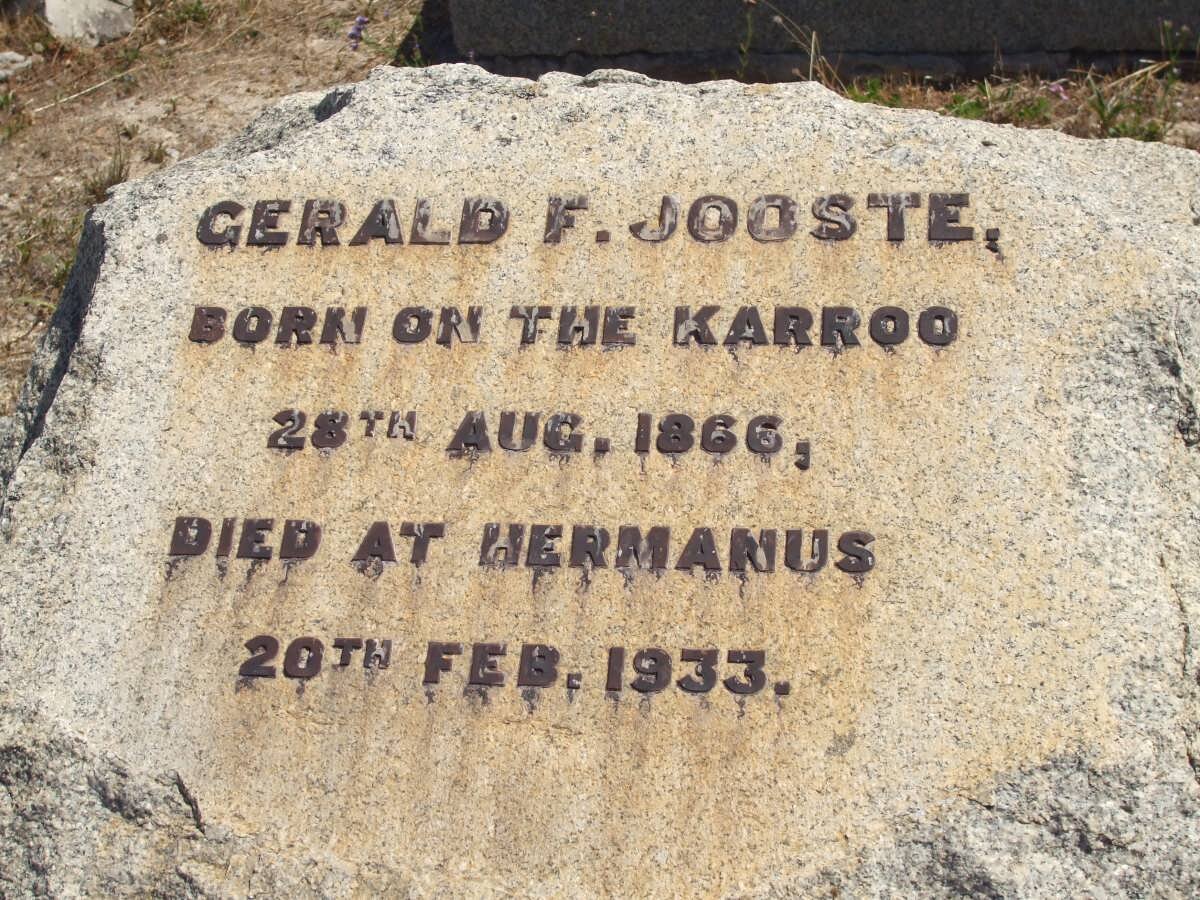 GERALD F. JOOSTE,
BORN ON THE KARROO
28TH AUG. 1866,
DIED AT HERMANUS
20TH FEB. 1933.